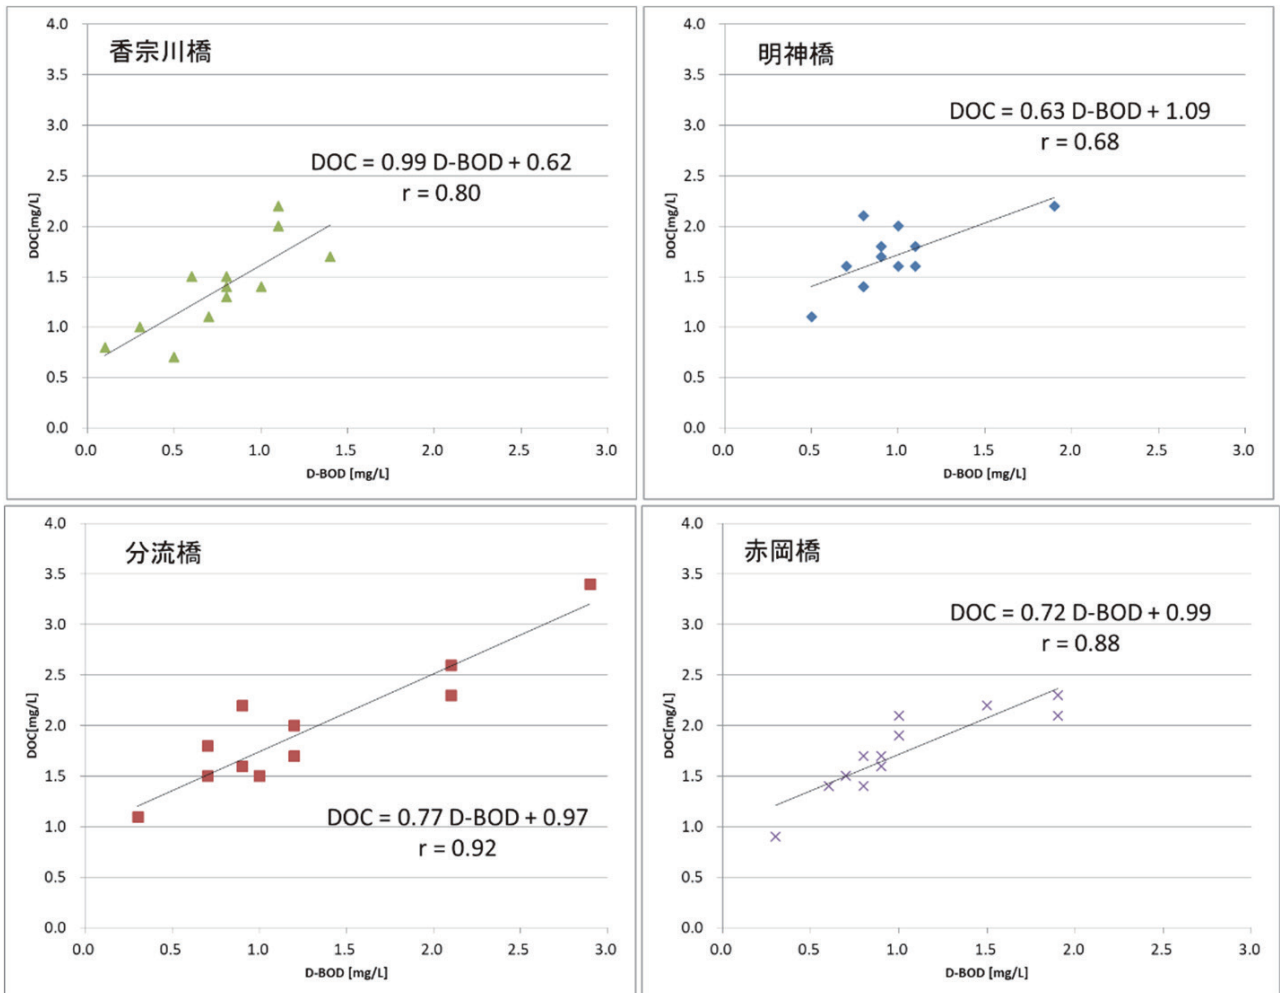 香宗川橋
DOC = 0.99 D-BOD + 0.62
r = 0.80
4.0
3.5
3.0
2.5
2.0
1.5
1.0
0.5
0.0
DOC[mg/L]
0.0 0.5 1.0 1.5 2.0 2.5 3.0
D-BOD [mg/L]
明神橋
DOC = 0.63 D-BOD + 1.09
r = 0.68
4.0
3.5
3.0
2.5
2.0
1.5
1.0
0.5
0.0
DOC[mg/L]
0.0 0.5 1.0 1.5 2.0 2.5 3.0
D-BOD [mg/L]
分流橋
DOC = 0.77 D-BOD + 0.97
r = 0.92
4.0
3.5
3.0
2.5
2.0
1.5
1.0
0.5
0.0
DOC[mg/L]
0.0 0.5 1.0 1.5 2.0 2.5 3.0
D-BOD [mg/L]
赤岡橋
DOC = 0.72 D-BOD + 0.99
r = 0.88
4.0
3.5
3.0
2.5
2.0
1.5
1.0
0.5
0.0
DOC[mg/L]
0.0 0.5 1.0 1.5 2.0 2.5 3.0
D-BOD [mg/L]